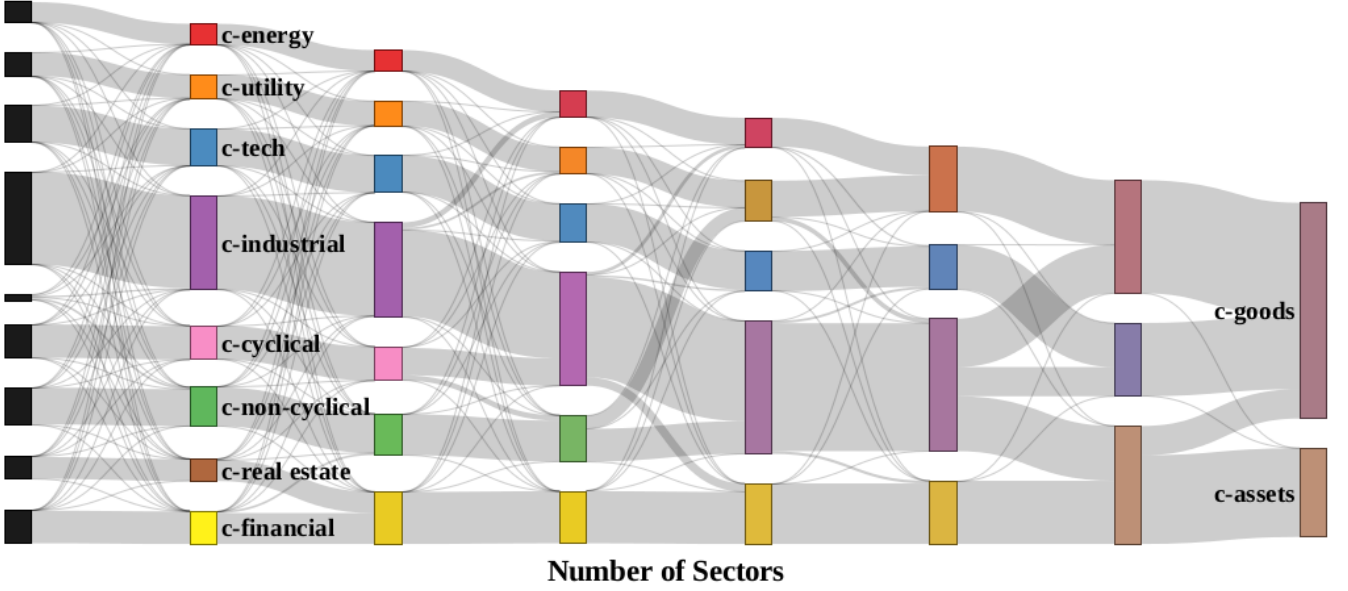 c-energy
c-utility
c-tech
c-industrial
c-cyclical
c-non-cyclical
c-real estate
c-financial
c-goods
c-assets
Number of Sectors